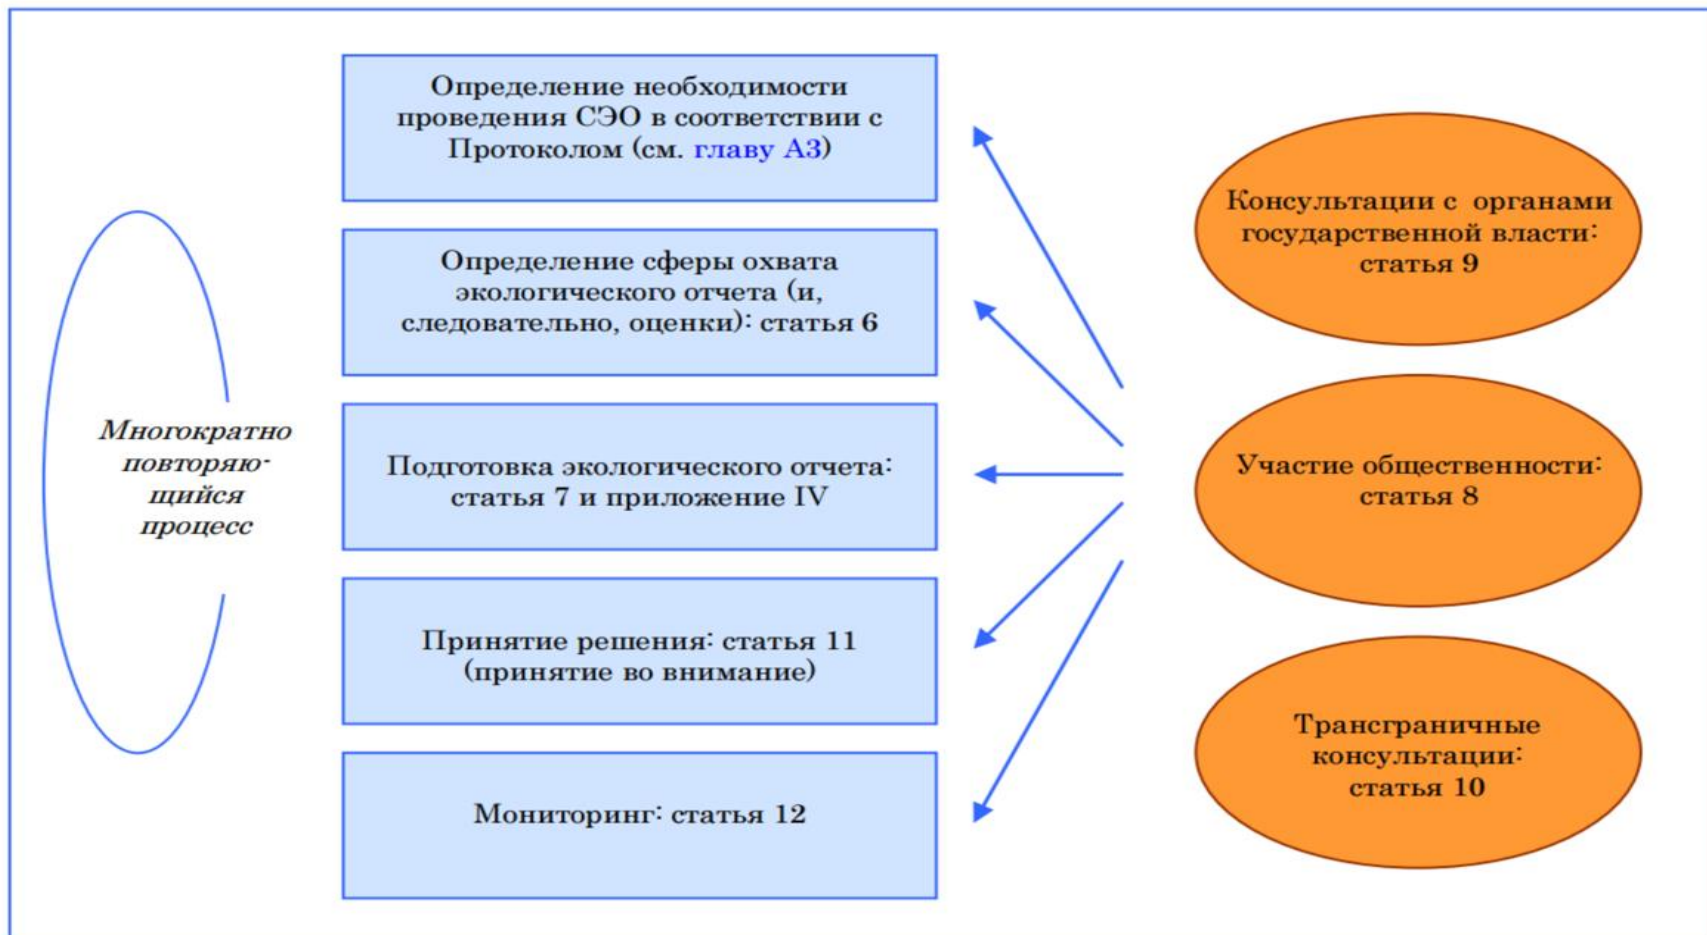 Определение необходимости
проведения СЭО в соответствии с
Протоколом (см. главу А3)
Определение сферы охвата
экологического отчета (и,
следовательно, оценки): статья 6
Многократно
повторяю-
щийся
процесс
Подготовка экологического отчета:
статья 7 и приложение IV
Принятие решения: статья 11
(принятие во внимание)
Мониторинг: статья 12
Консультации с органами
государственной власти:
статья 9
Участие общественности:
статья 8
Трансграничные
консультации:
статья 10